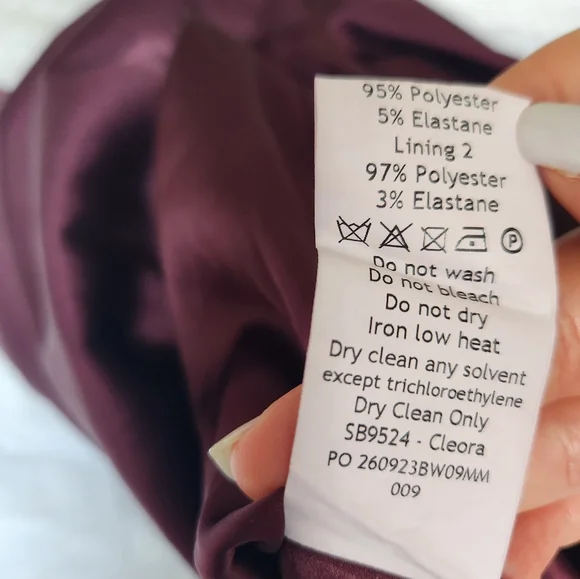 95% Polyester
5% Elastane
Lining 2
97% Polyester
3% Elastane
P
Do not wash
Do not bleach
Do not dry
Iron low heat
Dry clean any solvent
except trichloroethylene
Dry Clean Only
SB9524 - Cleora
PO 260923BW09MM
009